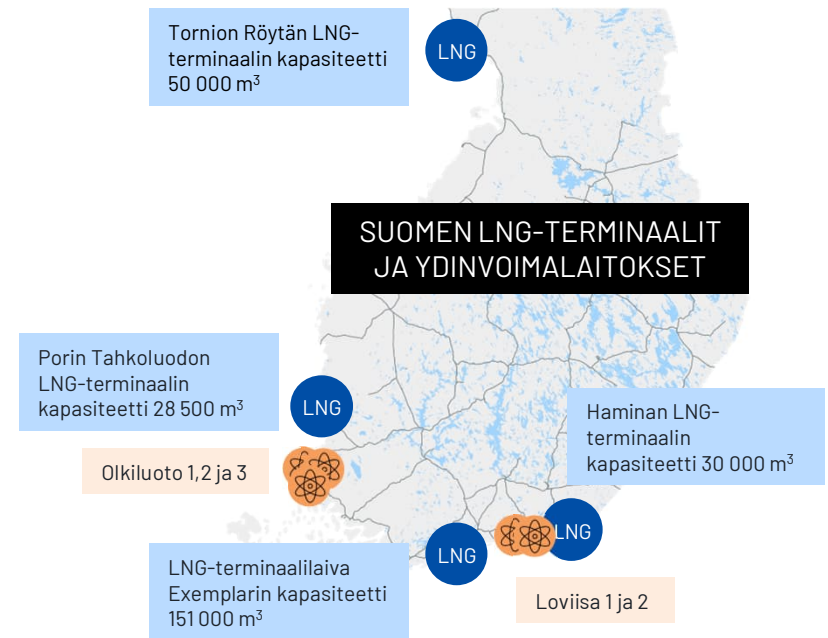 Tornion Röytän LNG-
terminaalin kapasiteetti
50 000 m³
LNG
SUOMEN LNG-TERMINAALIT
JA YDINVOIMALAITOKSET
Porin Tahkoluodon
LNG-terminaalin
kapasiteetti 28 500 m³
LNG
Haminan LNG-
terminaalin
kapasiteetti 30 000 m³
Olkiluoto 1,2 ja 3
LNG
LNG
LNG-terminaalilaiva
Exemplarin kapasiteetti
151 000 m³
Loviisa 1 ja 2